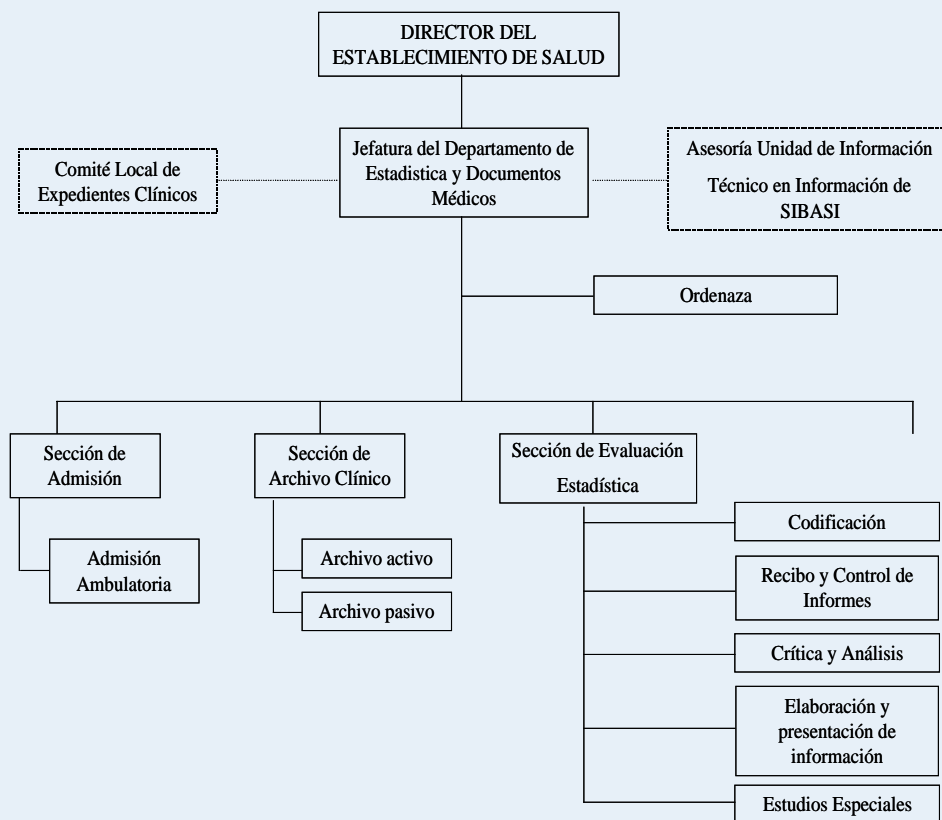 DIRECTOR DEL
ESTABLECIMIENTO DE SALUD
Jefatura del Departamento de
Estadistica y Documentos
Médicos
Comité Local de
Expedientes Clínicos
Asesoría Unidad de Información
Técnico en Información de
SIBASI
Ordenaza
Sección de
Admisión
Sección de
Archivo Clínico
Sección de Evaluación
Estadística
Admisión
Ambulatoria
Archivo activo
Archivo pasivo
Codificación
Recibo y Control de
Informes
Crítica y Análisis
Elaboración y
presentación de
información
Estudios Especiales